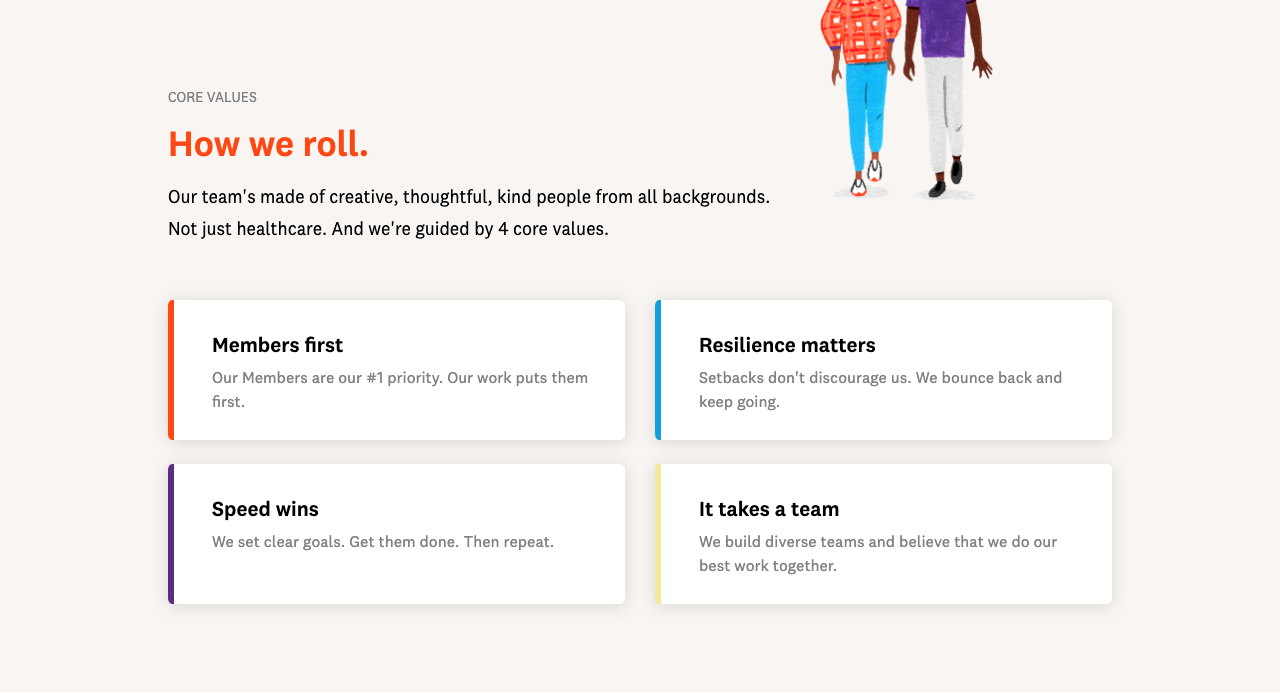 CORE VALUES
How we roll.
Our team's made of creative, thoughtful, kind people from all backgrounds.
Not just healthcare. And we're guided by 4 core values.
Members first
Our Members are our #1 priority. Our work puts them
first.
Resilience matters
Setbacks don't discourage us. We bounce back and
keep going.
Speed wins
We set clear goals. Get them done. Then repeat.
It takes a team
We build diverse teams and believe that we do our
best work together.